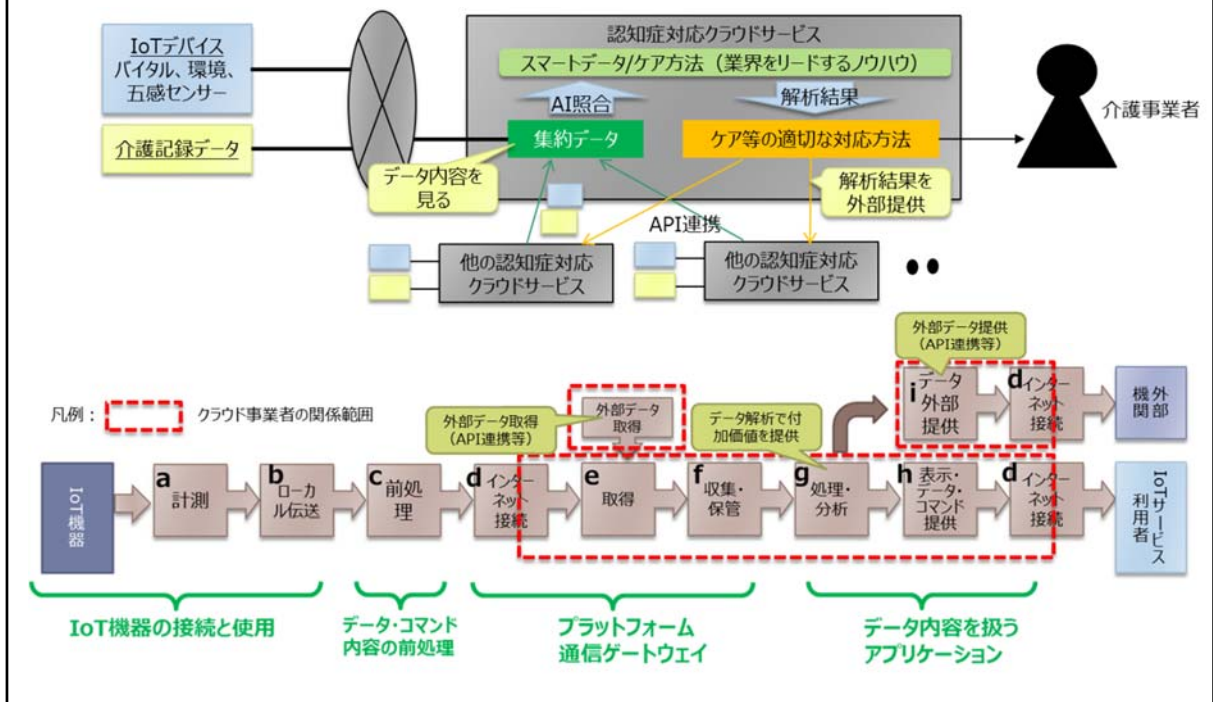 IoTデバイス
バイタル、環境、
五感センサー
介護記録データ
認知症対応クラウドサービス
スマートデータ/ケア方法（業界をリードするノウハウ）
AI照合
解析結果
集約データ
ケア等の適切な対応方法
介護事業者
データ内容を
見る
解析結果を
外部提供
API連携
他の認知症対応
クラウドサービス
他の認知症対応
クラウドサービス
凡例：
クラウド事業者の関係範囲
外部データ取得
（API連携等）
外部データ
取得
データ解析で付
加価値を提供
外部データ提供
（API連携等）
i
データ
外部
提供
d
インター
ネット
接続
外部
機関
IoT機器
a
計測
b
ローカ
ル伝送
c
前処
理
d
インター
ネット
接続
e
取得
f
収集・
保管
g
処理・
分析
h
表示・
データ・
コマンド
提供
d
インター
ネット
接続
IoTサービス
利用者
IoT機器の接続と使用
データ・コマンド
内容の前処理
プラットフォーム
通信ゲートウェイ
データ内容を扱う
アプリケーション